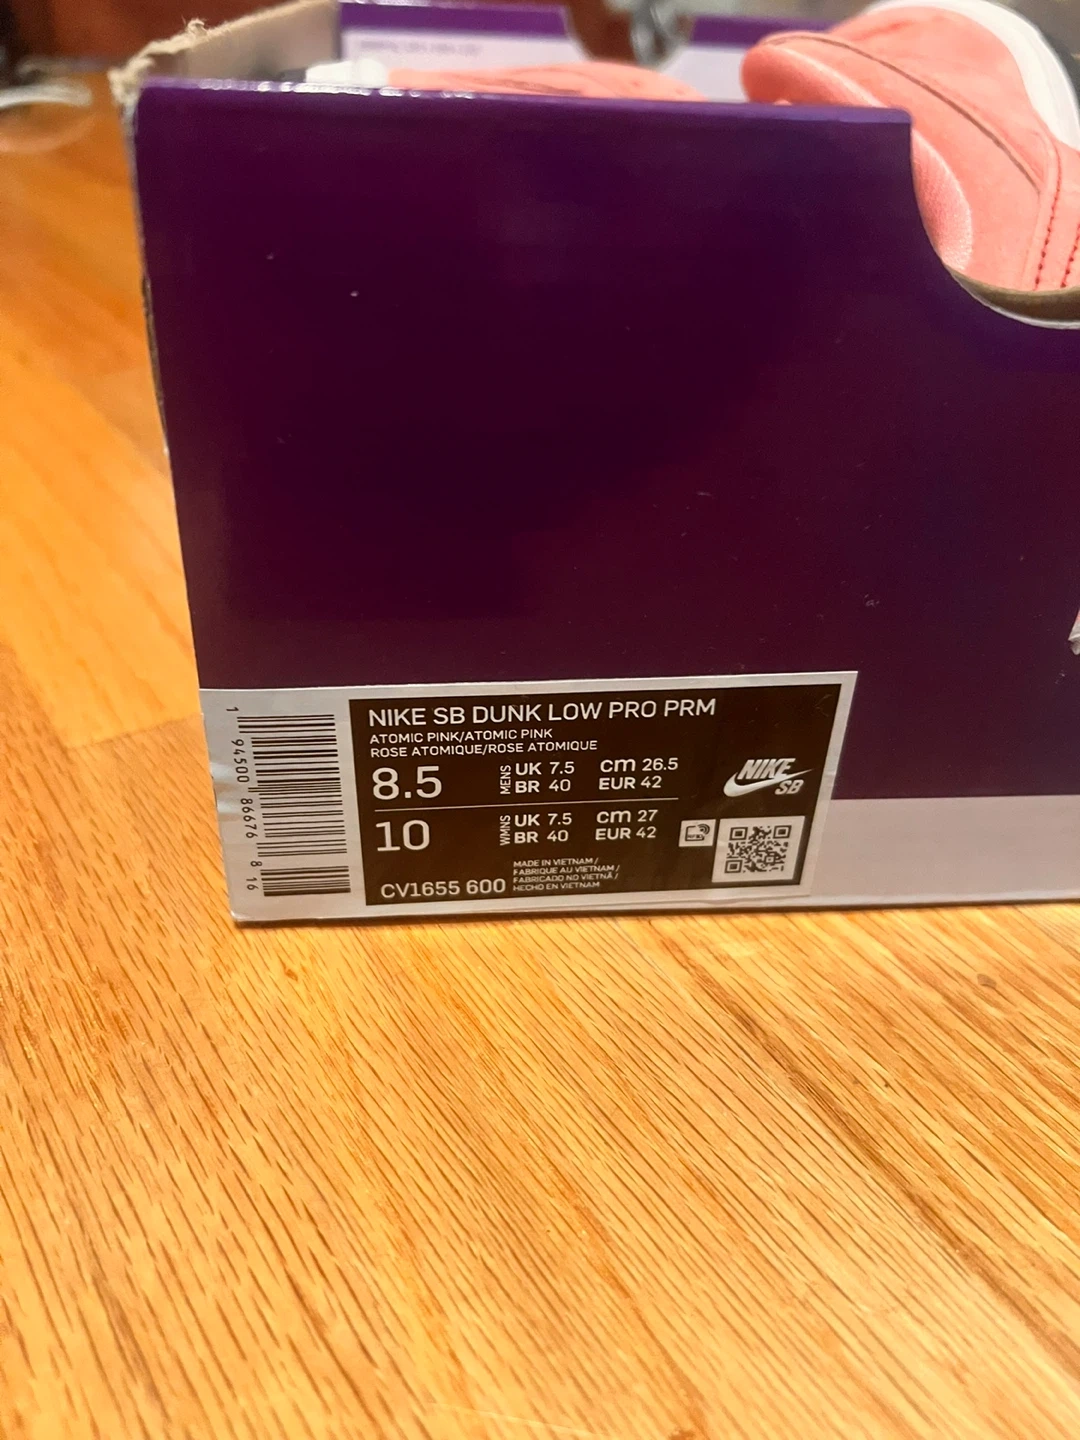 NIKE SB DUNK LOW PRO PRM
ATOMIC PINK/ATOMIC PINK
ROSE ATOMIQUE/ROSE ATOMIQUE
8.5 MENS UK 7.5 cm 26.5
BR 40 EUR 42
10 WMNS UK 7.5 cm 27
BR 40 EUR 42
MADE IN VIETNAM /
FABRIQUE AU VIETNAM /
FABRICADO NO VIETNÃ /
HECHO EN VIETNAM
CV1655 600
NIKE
SB
1 94500 86676 8 16